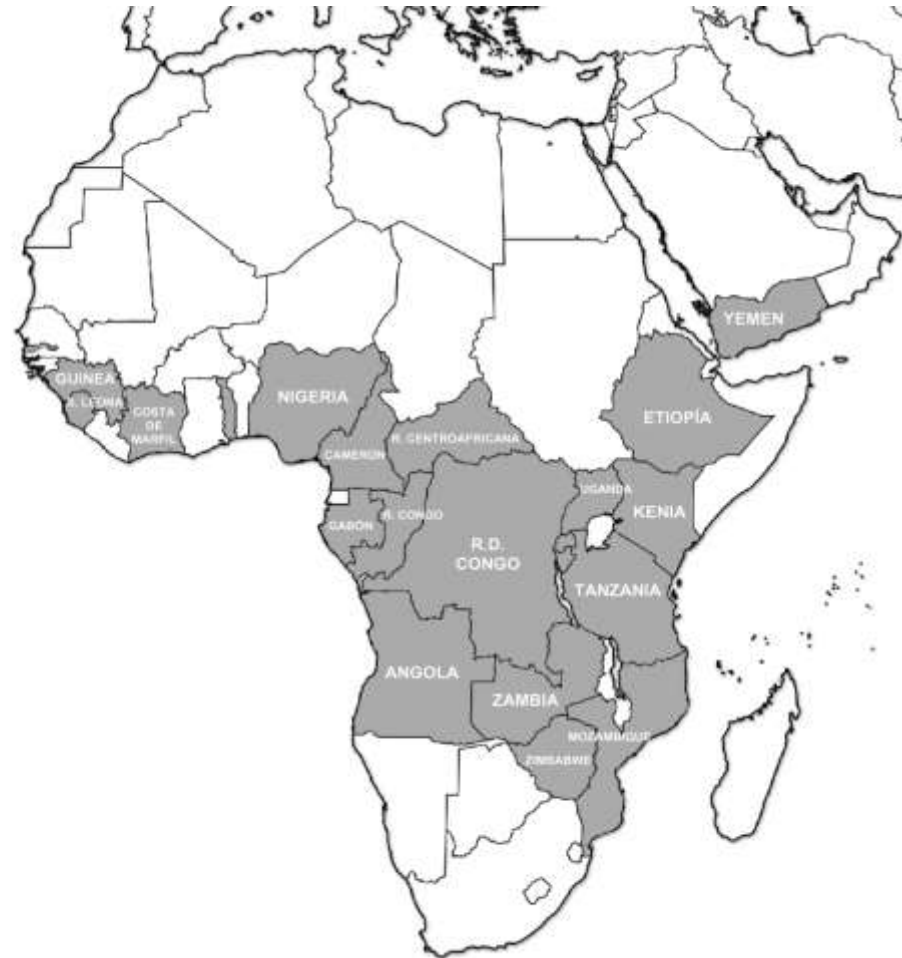 YEMEN
GUINEA
S. LEONA
COSTA
DE
MARFIL
NIGERIA
ETIOPÍA
R. CENTROAFRICANA
CAMERÚN
UGANDA
KENIA
R. CONGO
GABÓN
R.D.
CONGO
TANZANIA
ANGOLA
ZAMBIA
MOZAMBIQUE
ZIMBABWE